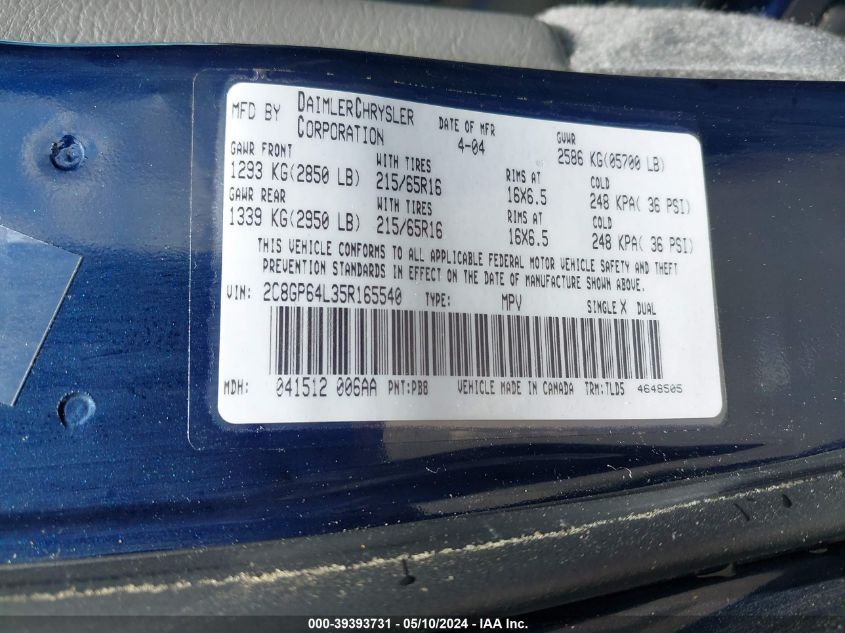 MFD BY DAIMLERCHRYSLER CORPORATION DATE OF MFR 4-04 GVWR 2586 KG(05700 LB)
GAWR FRONT WITH TIRES RIMS AT COLD
1293 KG(2850 LB) 215/65R16 16X6.5 248 KPA( 36 PSI)
GAWR REAR WITH TIRES RIMS AT COLD
1339 KG(2950 LB) 215/65R16 16X6.5 248 KPA( 36 PSI)
THIS VEHICLE CONFORMS TO ALL APPLICABLE FEDERAL MOTOR VEHICLE SAFETY AND THEFT
PREVENTION STANDARDS IN EFFECT ON THE DATE OF MANUFACTURE SHOWN ABOVE.
VIN: 2C8GP64L35R165540 TYPE: MPV SINGLE X DUAL
MDH: 041512 006AA PNT:PB8 VEHICLE MADE IN CANADA TRM:TLD5 4648505
000-39393731 - 05/10/2024 - IAA Inc.